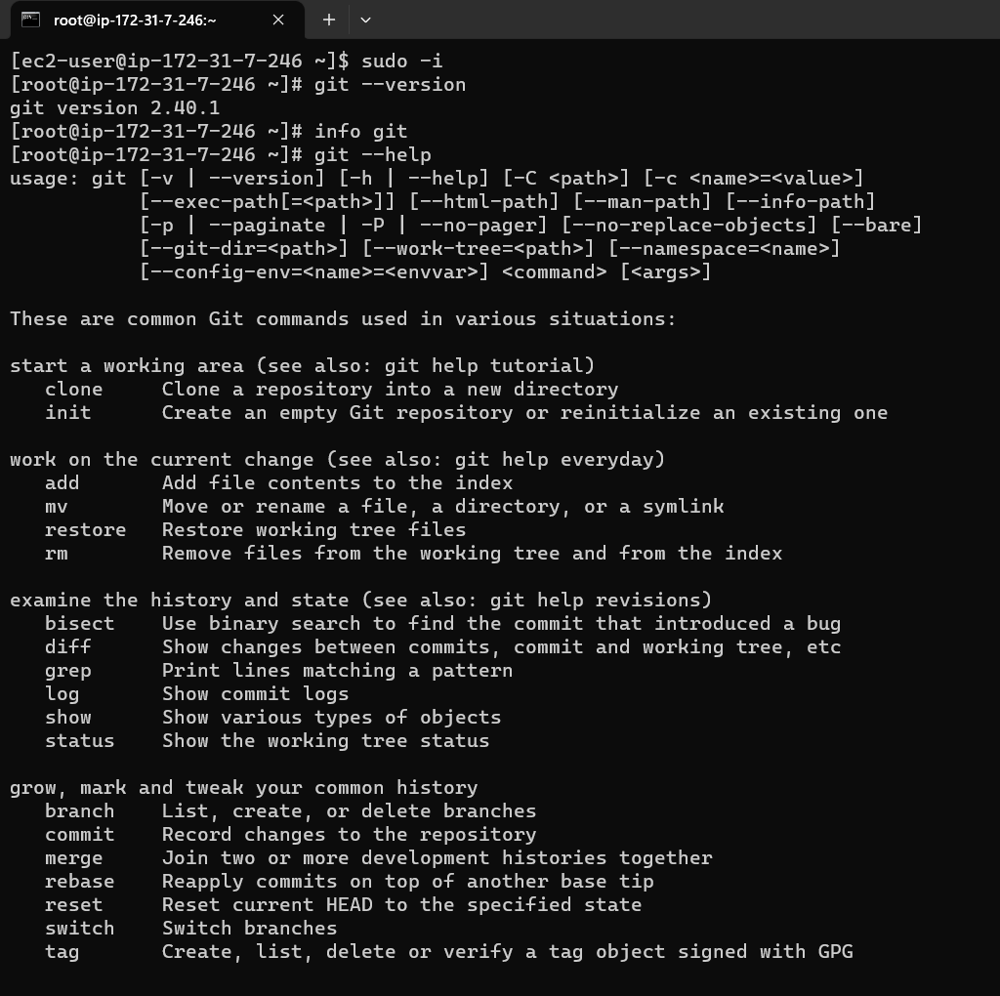 root@ip-172-31-7-246:~
[ec2-user@ip-172-31-7-246 ~]$ sudo -i
[root@ip-172-31-7-246 ~]# git --version
git version 2.40.1
[root@ip-172-31-7-246 ~]# info git
[root@ip-172-31-7-246 ~]# git --help
usage: git [-v | --version] [-h | --help] [-C <path>] [-c <name>=<value>]
           [--exec-path[=<path>]] [--html-path] [--man-path] [--info-path]
           [-p | --paginate | -P | --no-pager] [--no-replace-objects] [--bare]
           [--git-dir=<path>] [--work-tree=<path>] [--namespace=<name>]
           [--config-env=<name>=<envvar>] <command> [<args>]

These are common Git commands used in various situations:

start a working area (see also: git help tutorial)
   clone     Clone a repository into a new directory
   init      Create an empty Git repository or reinitialize an existing one

work on the current change (see also: git help everyday)
   add       Add file contents to the index
   mv        Move or rename a file, a directory, or a symlink
   restore   Restore working tree files
   rm        Remove files from the working tree and from the index

examine the history and state (see also: git help revisions)
   bisect    Use binary search to find the commit that introduced a bug
   diff      Show changes between commits, commit and working tree, etc
   grep      Print lines matching a pattern
   log       Show commit logs
   show      Show various types of objects
   status    Show the working tree status

grow, mark and tweak your common history
   branch    List, create, or delete branches
   commit    Record changes to the repository
   merge     Join two or more development histories together
   rebase    Reapply commits on top of another base tip
   reset     Reset current HEAD to the specified state
   switch    Switch branches
   tag       Create, list, delete or verify a tag object signed with GPG